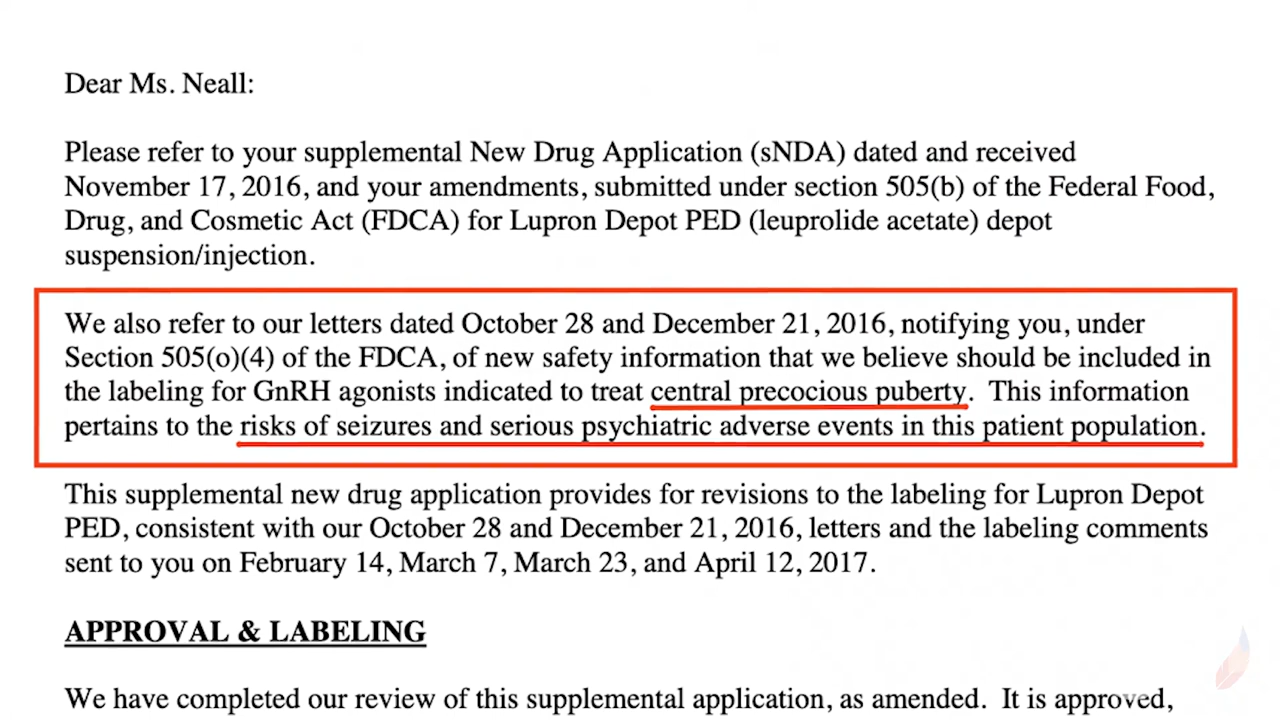 Dear Ms. Neall:
Please refer to your supplemental New Drug Application (sNDA) dated and received
November 17, 2016, and your amendments, submitted under section 505(b) of the Federal Food,
Drug, and Cosmetic Act (FDCA) for Lupron Depot PED (leuprolide acetate) depot
suspension/injection.
We also refer to our letters dated October 28 and December 21, 2016, notifying you, under
Section 505(o)(4) of the FDCA, of new safety information that we believe should be included in
the labeling for GnRH agonists indicated to treat central precocious puberty. This information
pertains to the risks of seizures and serious psychiatric adverse events in this patient population.
This supplemental new drug application provides for revisions to the labeling for Lupron Depot
PED, consistent with our October 28 and December 21, 2016, letters and the labeling comments
sent to you on February 14, March 7, March 23, and April 12, 2017.
APPROVAL & LABELING
We have completed our review of this supplemental application, as amended. It is approved,